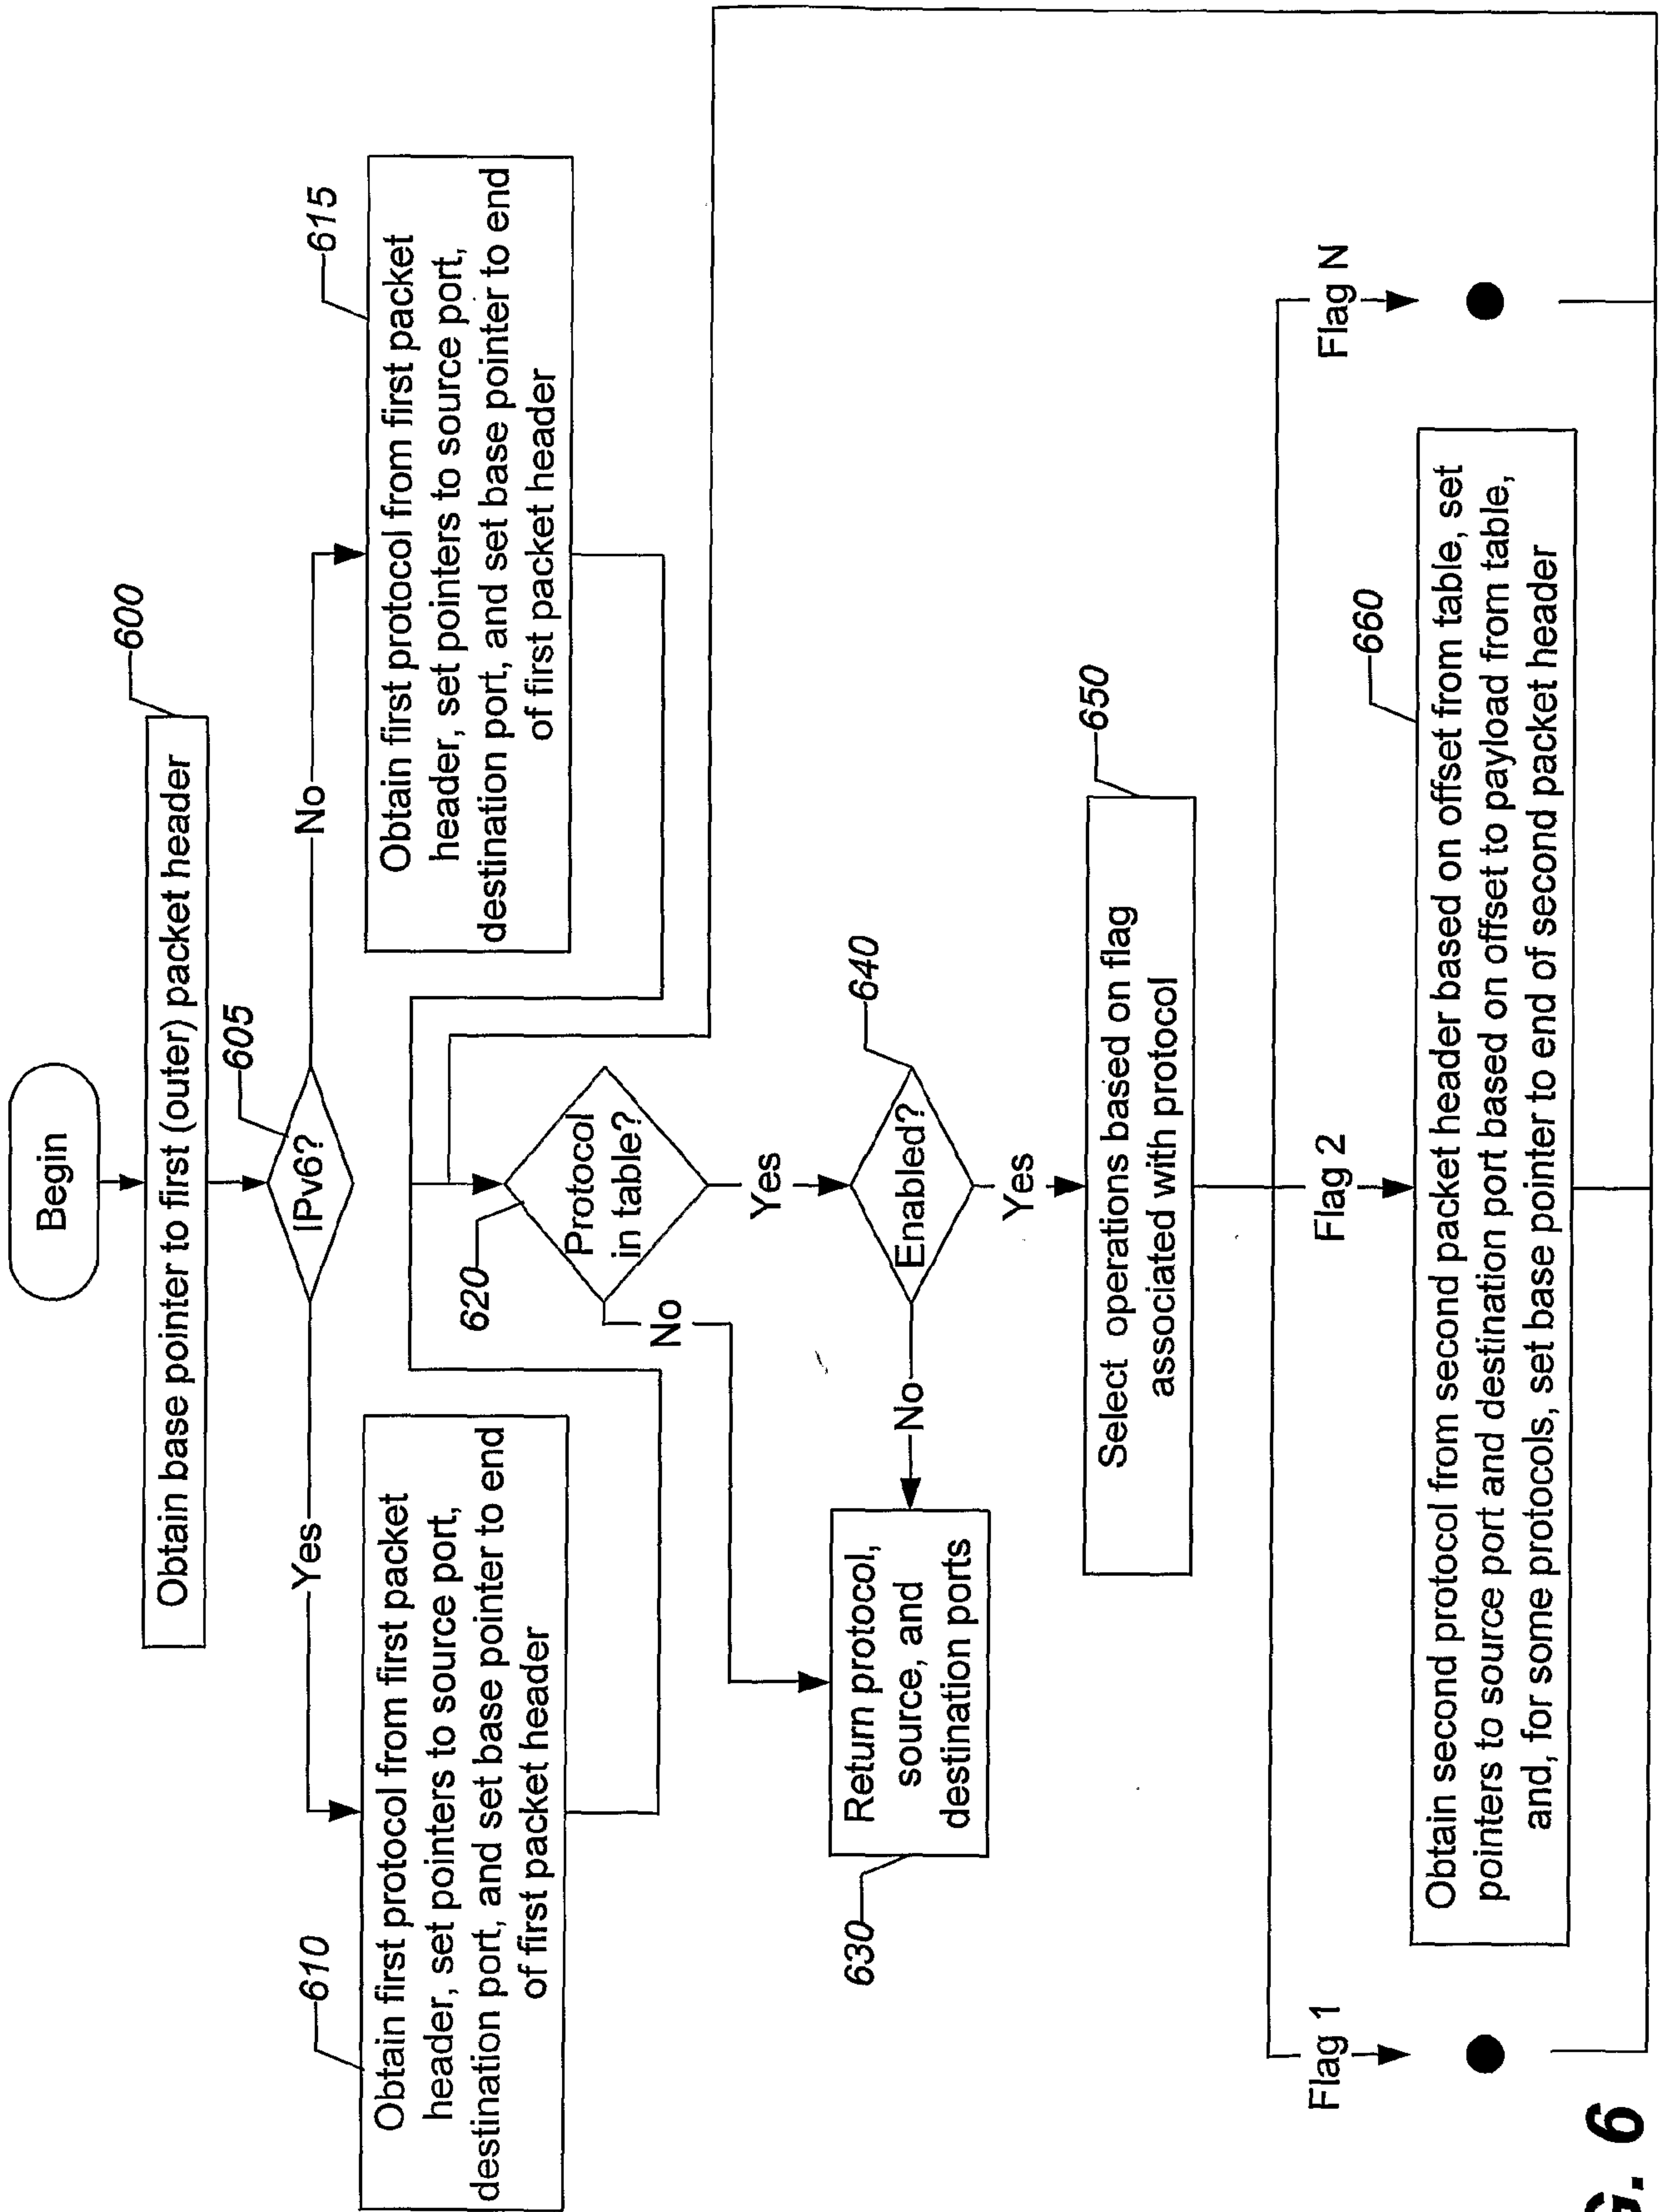 Begin
600
Obtain base pointer to first (outer) packet header
605
IPv6?
Yes
No
610
Obtain first protocol from first packet
header, set pointers to source port,
destination port, and set base pointer to end
of first packet header
615
Obtain first protocol from first packet
header, set pointers to source port,
destination port, and set base pointer to end
of first packet header
620
Protocol
in table?
No
Yes
630
Return protocol,
source, and
destination ports
No
640
Enabled?
Yes
650
Select operations based on flag
associated with protocol
Flag 1
Flag 2
Flag N
660
Obtain second protocol from second packet header based on offset from table, set
pointers to source port and destination port based on offset to payload from table,
and, for some protocols, set base pointer to end of second packet header
G. 6